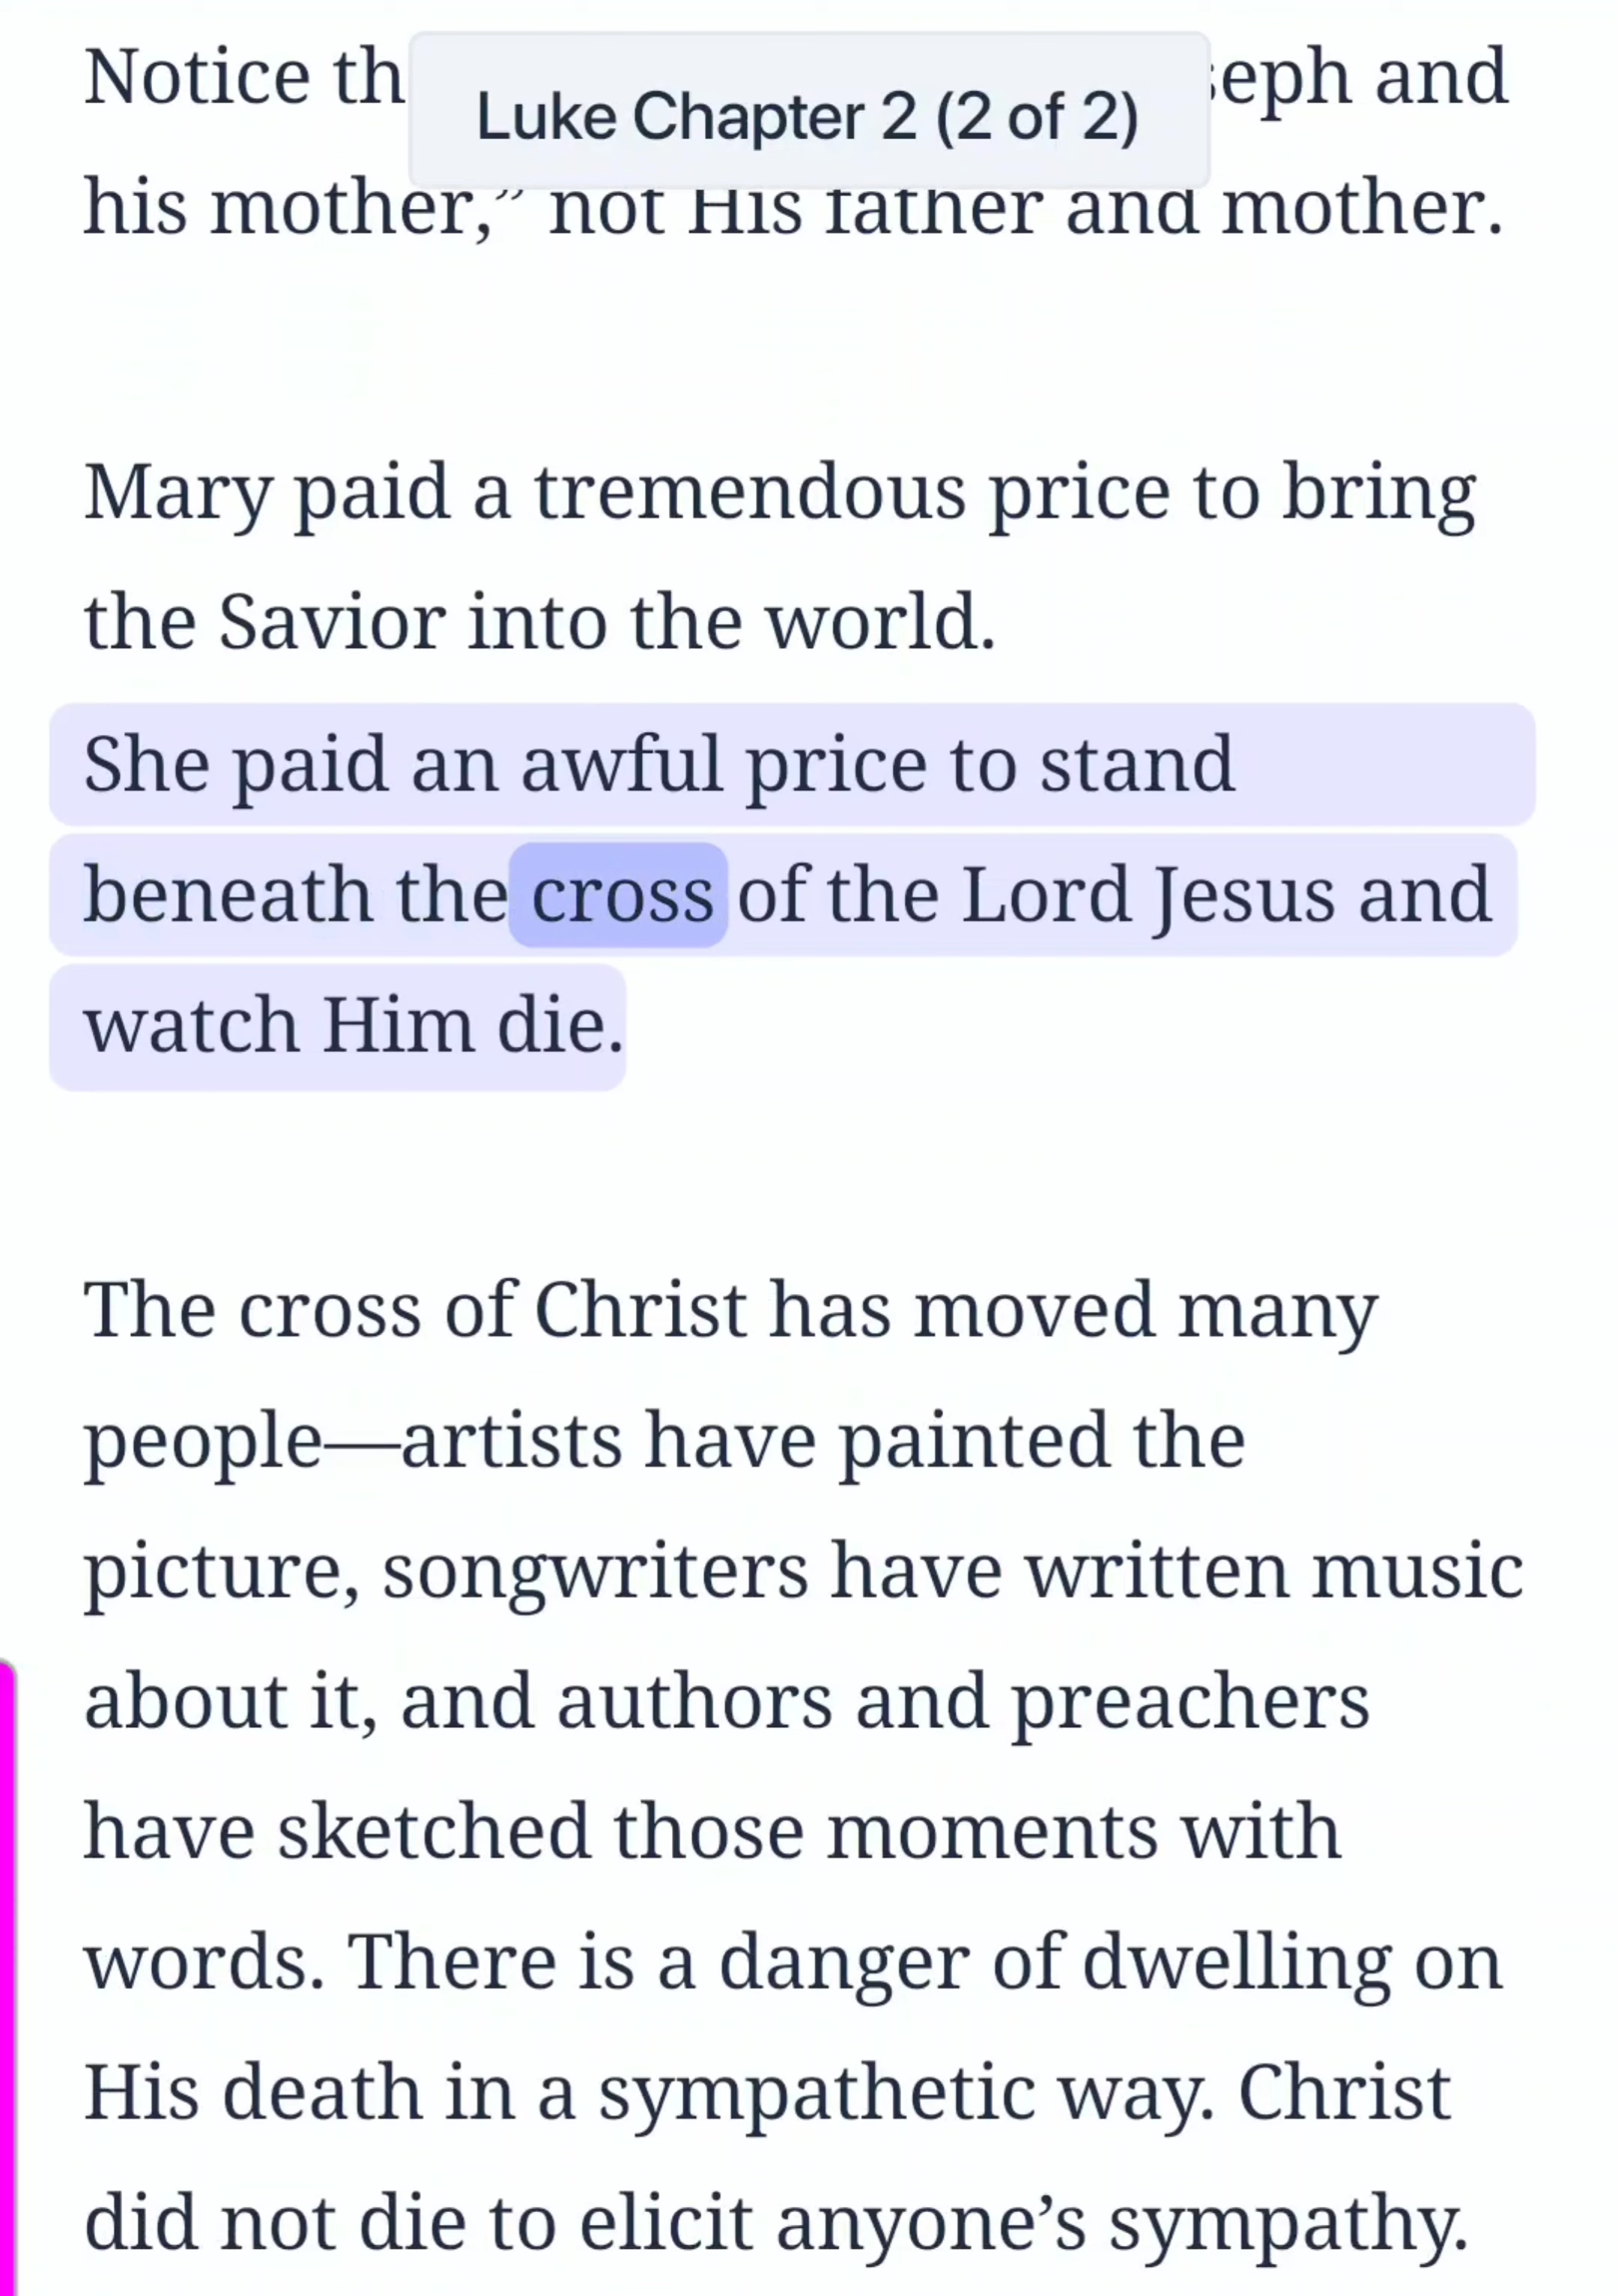 Luke Chapter 2 (2 of 2)
Notice and
his mother,” not His father and mother.
Mary paid a tremendous price to bring
the Savior into the world.
She paid an awful price to stand
beneath the cross of the Lord Jesus and
watch Him die.
The cross of Christ has moved many
people—artists have painted the
picture, songwriters have written music
about it, and authors and preachers
have sketched those moments with
words. There is a danger of dwelling on
His death in a sympathetic way. Christ
did not die to elicit anyone’s sympathy.